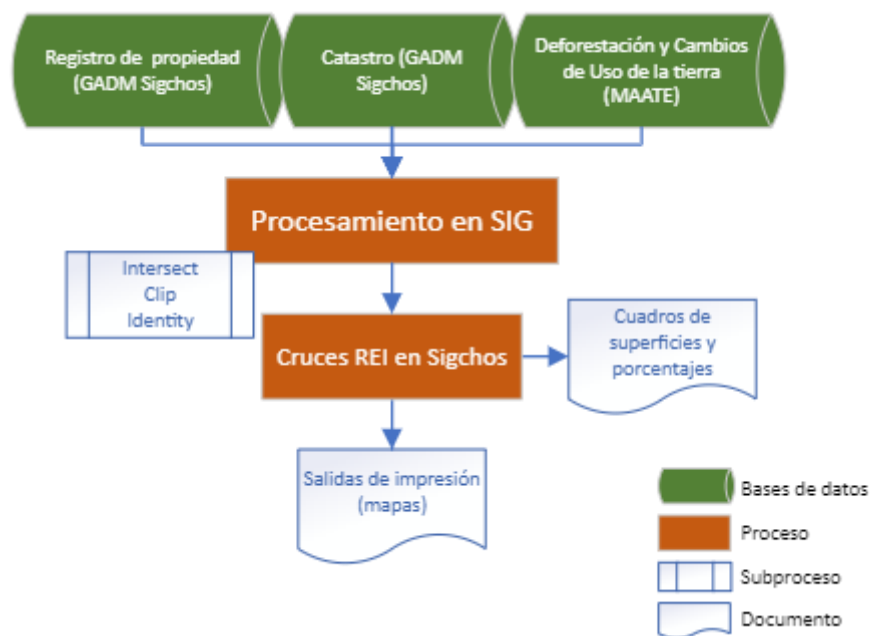 Registro de propiedad
(GADM Sigchos)
Catastro (GADM
Sigchos)
Deforestación y Cambios
de Uso de la tierra
(MAATE)
Procesamiento en SIG
Intersect
Clip
Identity
Cruces REI en Sigchos
Cuadros de
superficies y
porcentajes
Salidas de impresión
(mapas)
Bases de datos
Proceso
Subproceso
Documento